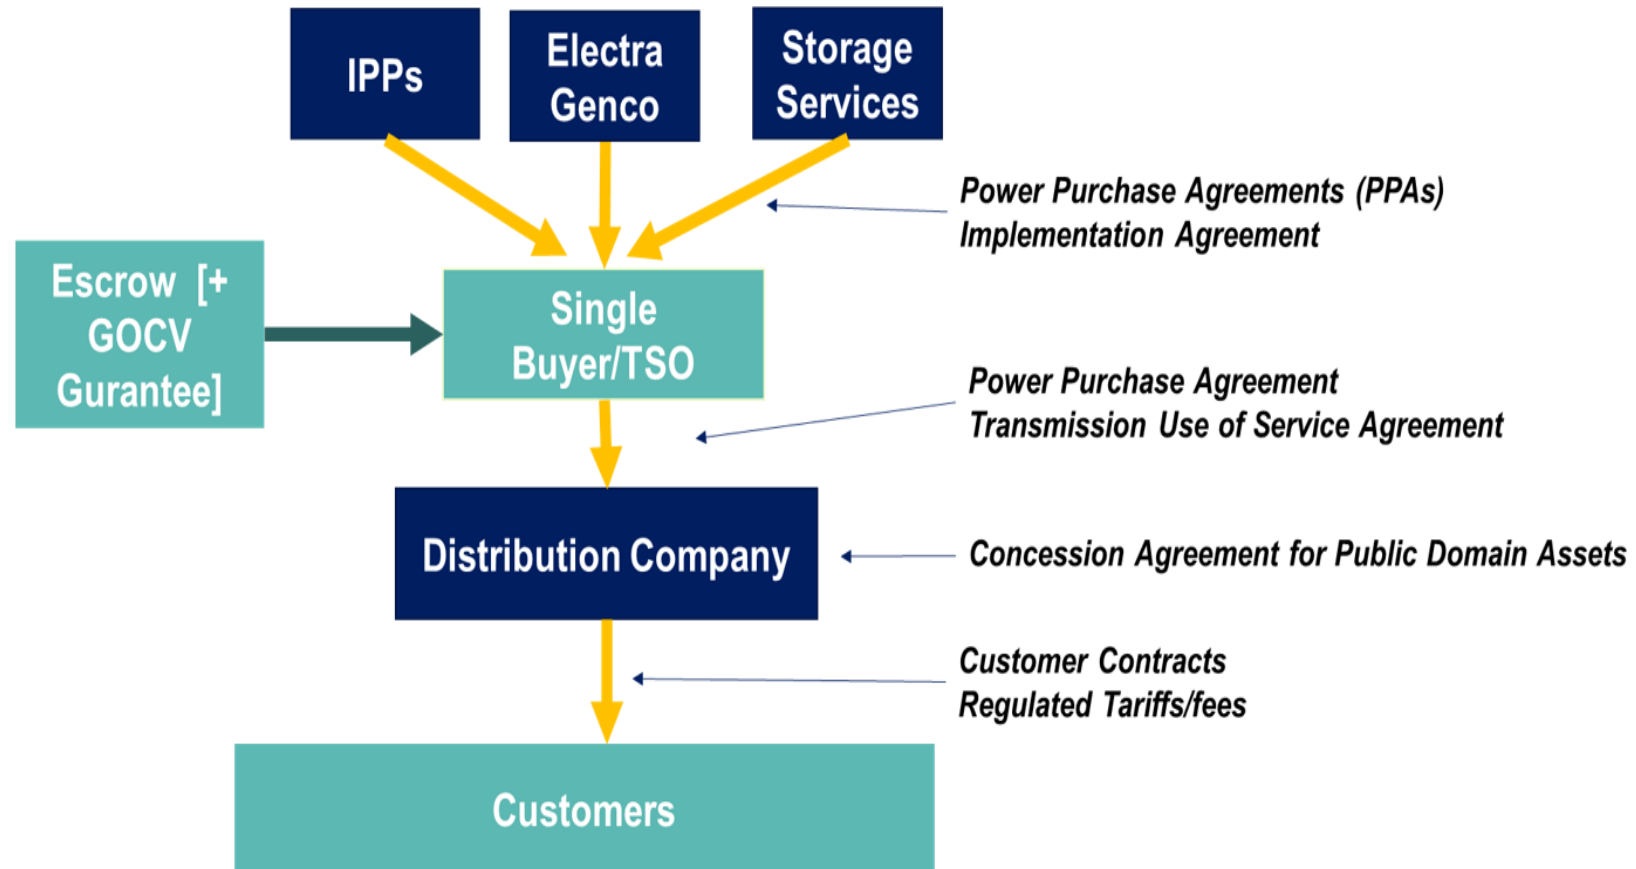 IPPs
Electra
Genco
Storage
Services
Power Purchase Agreements (PPAs)
Implementation Agreement
Escrow [+
GOCV
Gurantee]
Single
Buyer/TSO
Power Purchase Agreement
Transmission Use of Service Agreement
Distribution Company
Concession Agreement for Public Domain Assets
Customer Contracts
Regulated Tariffs/fees
Customers